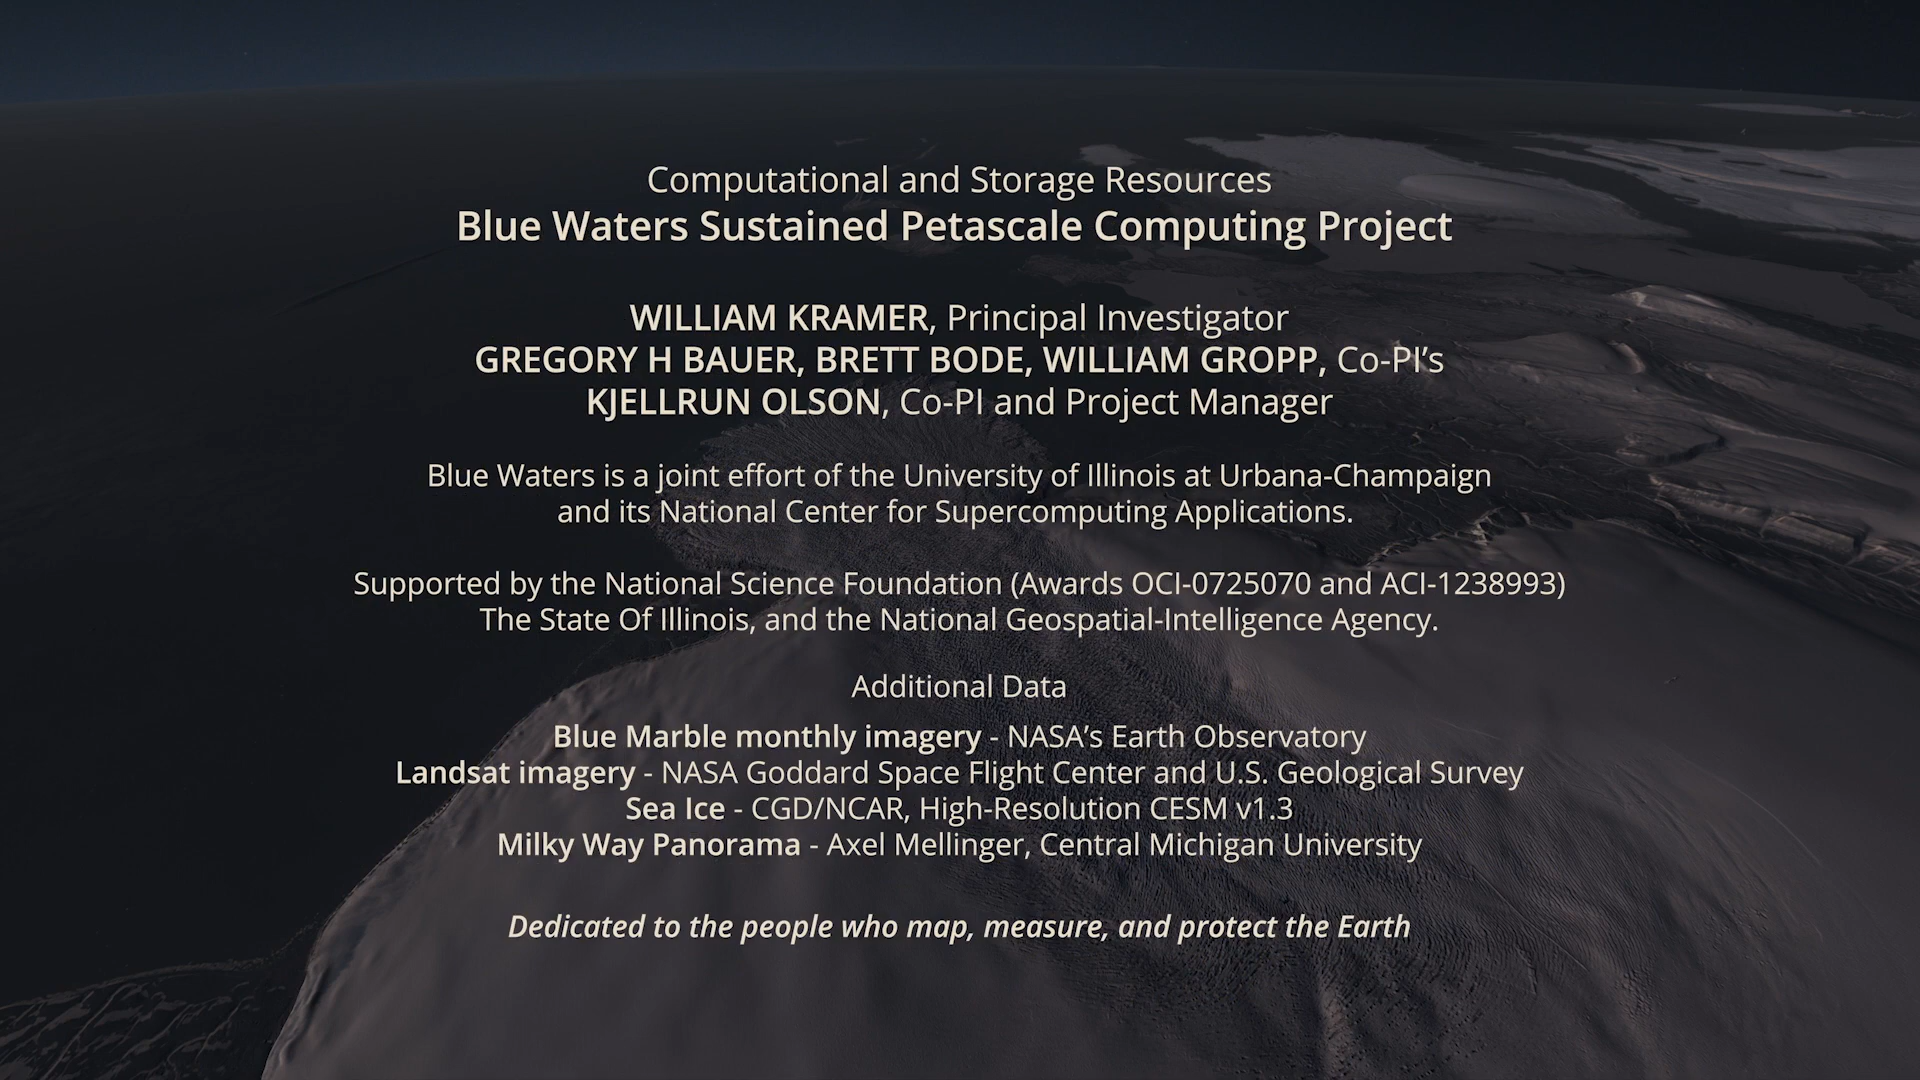 Computational and Storage Resources
Blue Waters Sustained Petascale Computing Project
WILLIAM KRAMER, Principal Investigator
GREGORY H BAUER, BRETT BODE, WILLIAM GROPP, Co-PI’s
KJELLRUN OLSON, Co-PI and Project Manager
Blue Waters is a joint effort of the University of Illinois at Urbana-Champaign
and its National Center for Supercomputing Applications.
Supported by the National Science Foundation (Awards OCI-0725070 and ACI-1238993)
The State Of Illinois, and the National Geospatial-Intelligence Agency.
Additional Data
Blue Marble monthly imagery - NASA’s Earth Observatory
Landsat imagery - NASA Goddard Space Flight Center and U.S. Geological Survey
Sea Ice - CGD/NCAR, High-Resolution CESM v1.3
Milky Way Panorama - Axel Mellinger, Central Michigan University
Dedicated to the people who map, measure, and protect the Earth